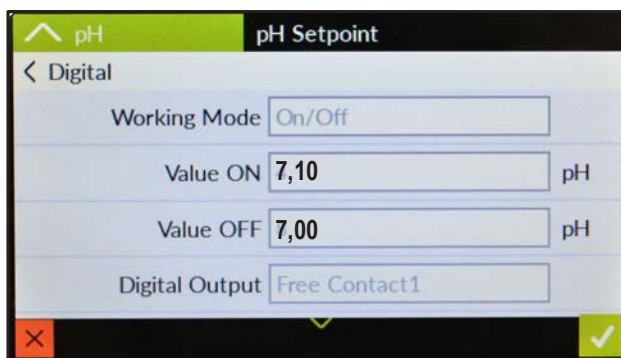 pH pH Setpoint
< Digital
Working Mode On/Off
Value ON 7,10 pH
Value OFF 7,00 pH
Digital Output Free Contact1